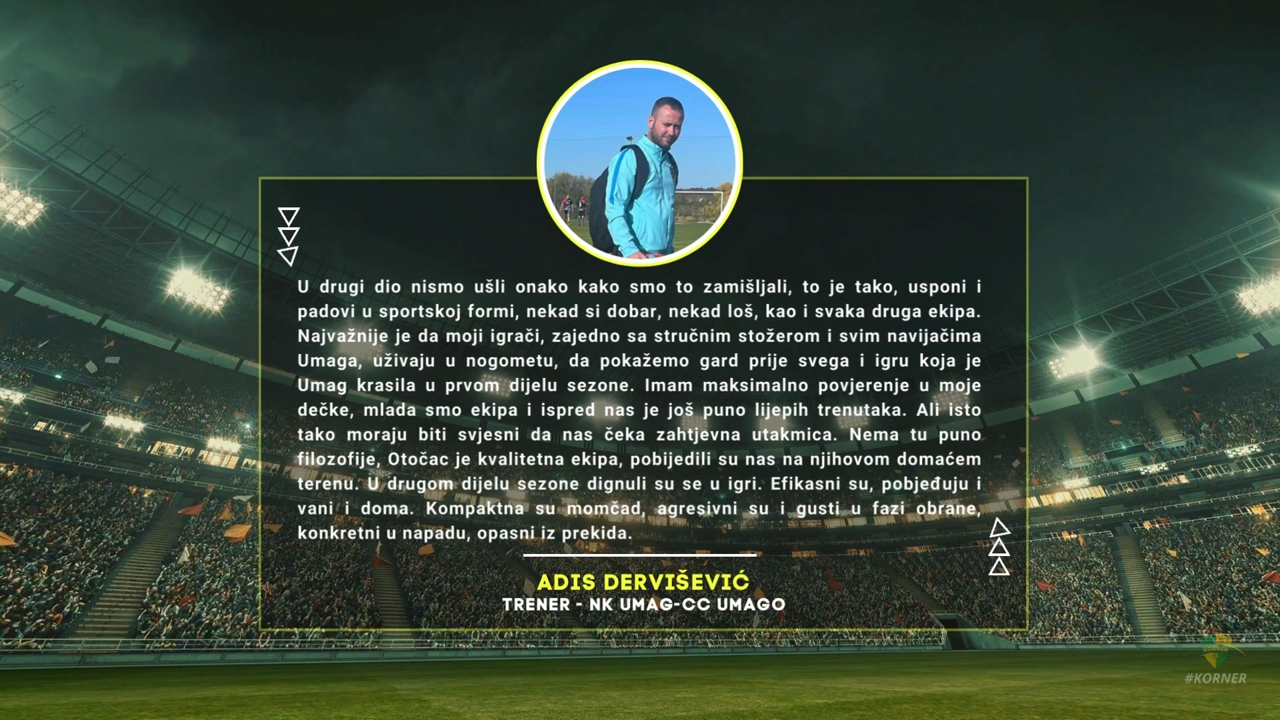 U drugi dio nismo ušli onako kako smo to zamišljali, to je tako, usponi i
padovi u sportskoj formi, nekad si dobar, nekad loš, kao i svaka druga ekipa.
Najvažnije je da moji igrači, zajedno sa stručnim stožerom i svim navijačima
Umaga, uživaju u nogometu, da pokažemo gard prije svega i igru koja je
Umag krasila u prvom dijelu sezone. Imam maksimalno povjerenje u moje
dečke, mlada smo ekipa i ispred nas je još puno lijepih trenutaka. Ali isto
tako moraju biti svjesni da nas čeka zahtjevna utakmica. Nema tu puno
filozofije, Otočac je kvalitetna ekipa, pobijedili su nas na njihovom domaćem
terenu. U drugom dijelu sezone dignuli su se u igri. Efikasni su, pobjeđuju i
vani i doma. Kompaktna su momčad, agresivni su i gusti u fazi obrane,
konkretni u napadu, opasni iz prekida.
ADIS DERVIŠEVIĆ
TRENER - NK UMAG-CC UMAGO
KORNER
#KORNER